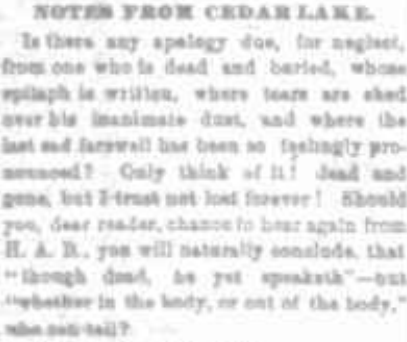 NOTES FROM CEDAR LAKE.
Is there any apology due, for neglect,
from one who is dead and buried, whose
epitaph is written, where tears are shed
over his inanimate dust, and where the
last sad farewell has been so feelingly pro-
nounced? Only think of it! dead and
gone, but I trust not lost forever! Should
you, dear reader, chance to hear again from
H. A. B., you will naturally conclude, that
"though dead, he yet speaketh"—but
"whether in the body, or out of the body,"
who can tell?